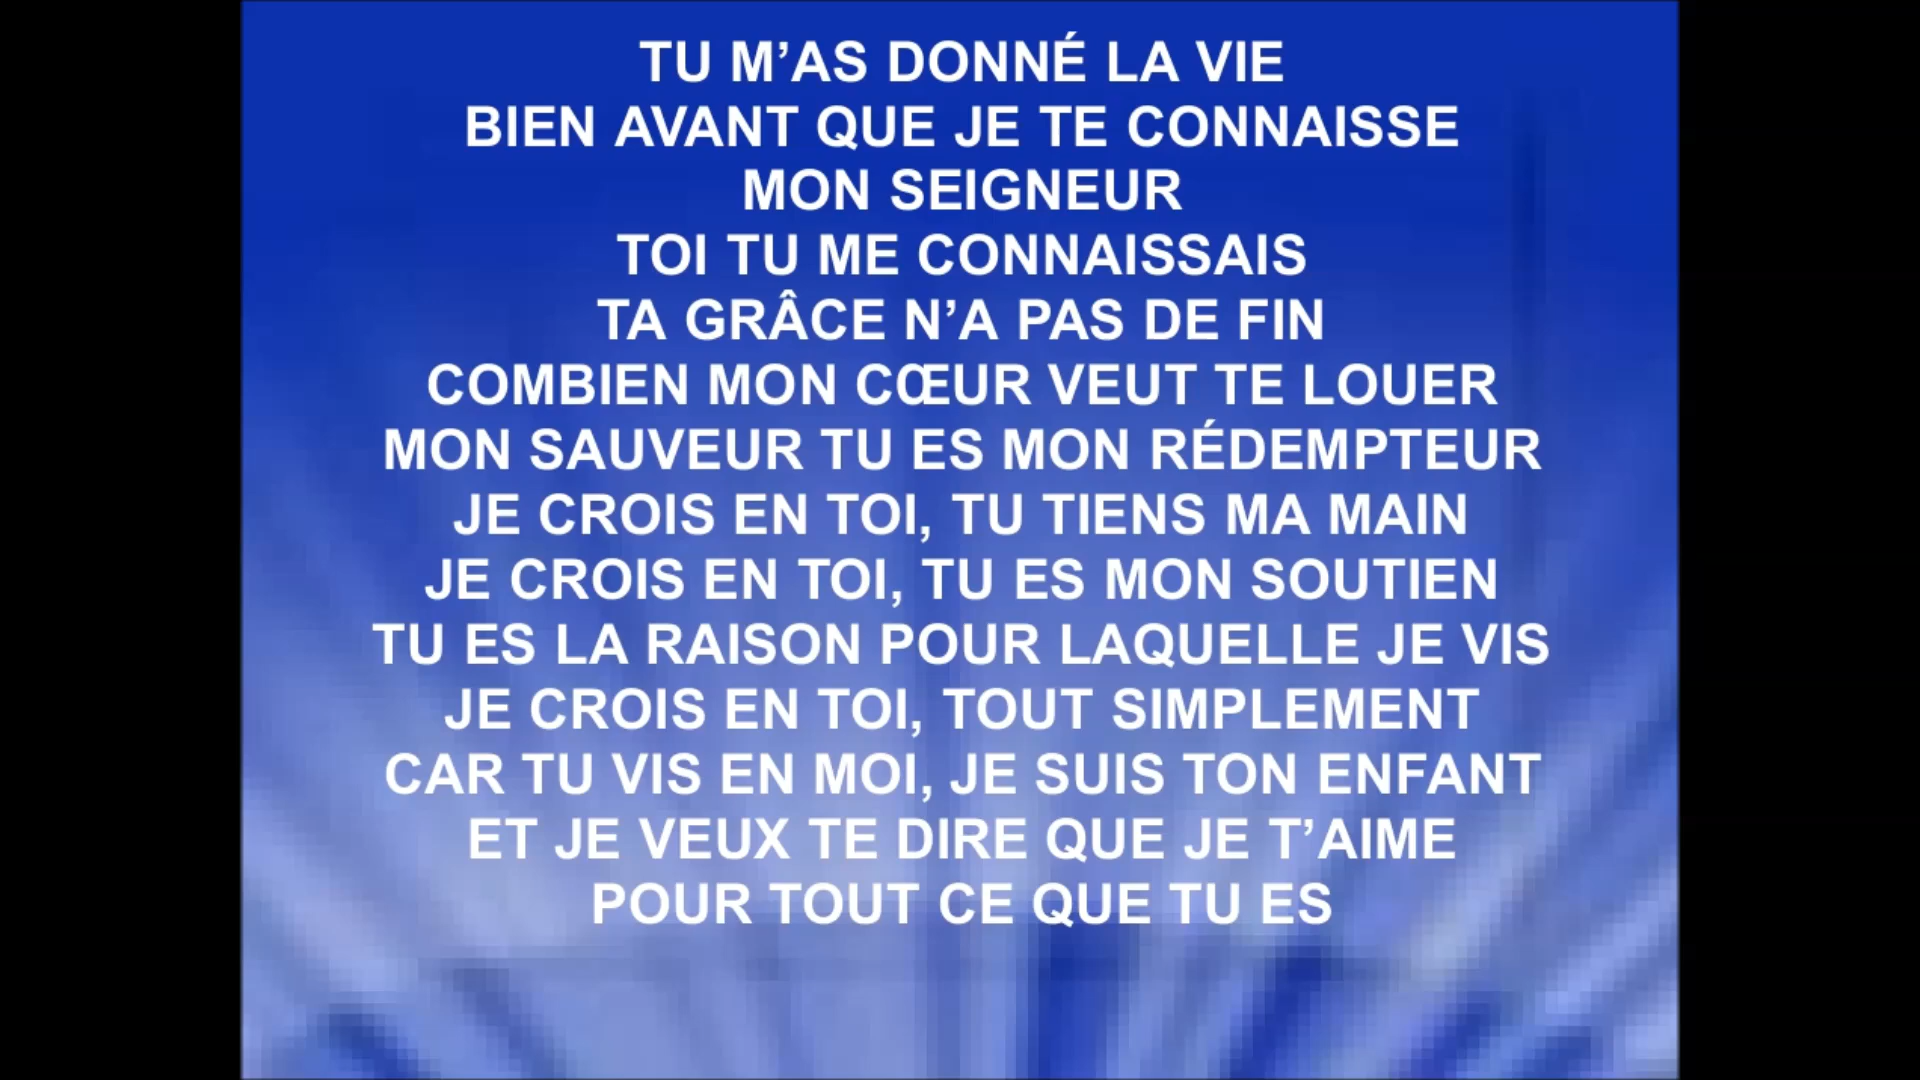 TU M’AS DONNÉ LA VIE
BIEN AVANT QUE JE TE CONNAISSE
MON SEIGNEUR
TOI TU ME CONNAISSAIS
TA GRÂCE N’A PAS DE FIN
COMBIEN MON CŒUR VEUT TE LOUER
MON SAUVEUR TU ES MON RÉDEMPTEUR
JE CROIS EN TOI, TU TIENS MA MAIN
JE CROIS EN TOI, TU ES MON SOUTIEN
TU ES LA RAISON POUR LAQUELLE JE VIS
JE CROIS EN TOI, TOUT SIMPLEMENT
CAR TU VIS EN MOI, JE SUIS TON ENFANT
ET JE VEUX TE DIRE QUE JE T’AIME
POUR TOUT CE QUE TU ES